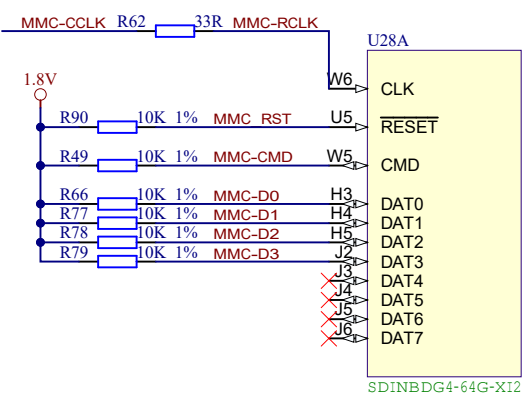 MMC-CCLK R62 33R MMC-RCLK
U28A
1.8V
W6 CLK
R90 10K 1% MMC_RST U5 RESET
R49 10K 1% MMC-CMD W5 CMD
R66 10K 1% MMC-D0 H3 DAT0
R77 10K 1% MMC-D1 H4 DAT1
R78 10K 1% MMC-D2 H5 DAT2
R79 10K 1% MMC-D3 J2 DAT3
J3 DAT4
J4 DAT5
J5 DAT6
J6 DAT7
SDINBDG4-64G-XI2